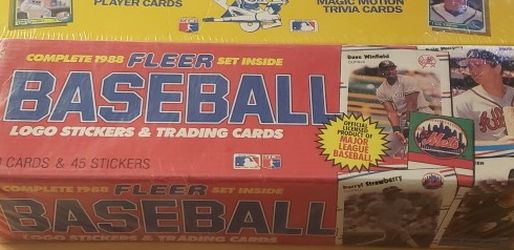 PLAYER CARDS
MAGIC MOTION
TRIVIA CARDS
COMPLETE 1988 FLEER SET INSIDE
BASEBALL
LOGO STICKERS & TRADING CARDS
CARDS & 45 STICKERS
Dave Winfield
OFFICIAL
LICENSED
PRODUCT OF
MAJOR
LEAGUE
BASEBALL
Mets
COMPLETE 1988 FLEER SET INSIDE
BASEBALL
Darryl Strawberry